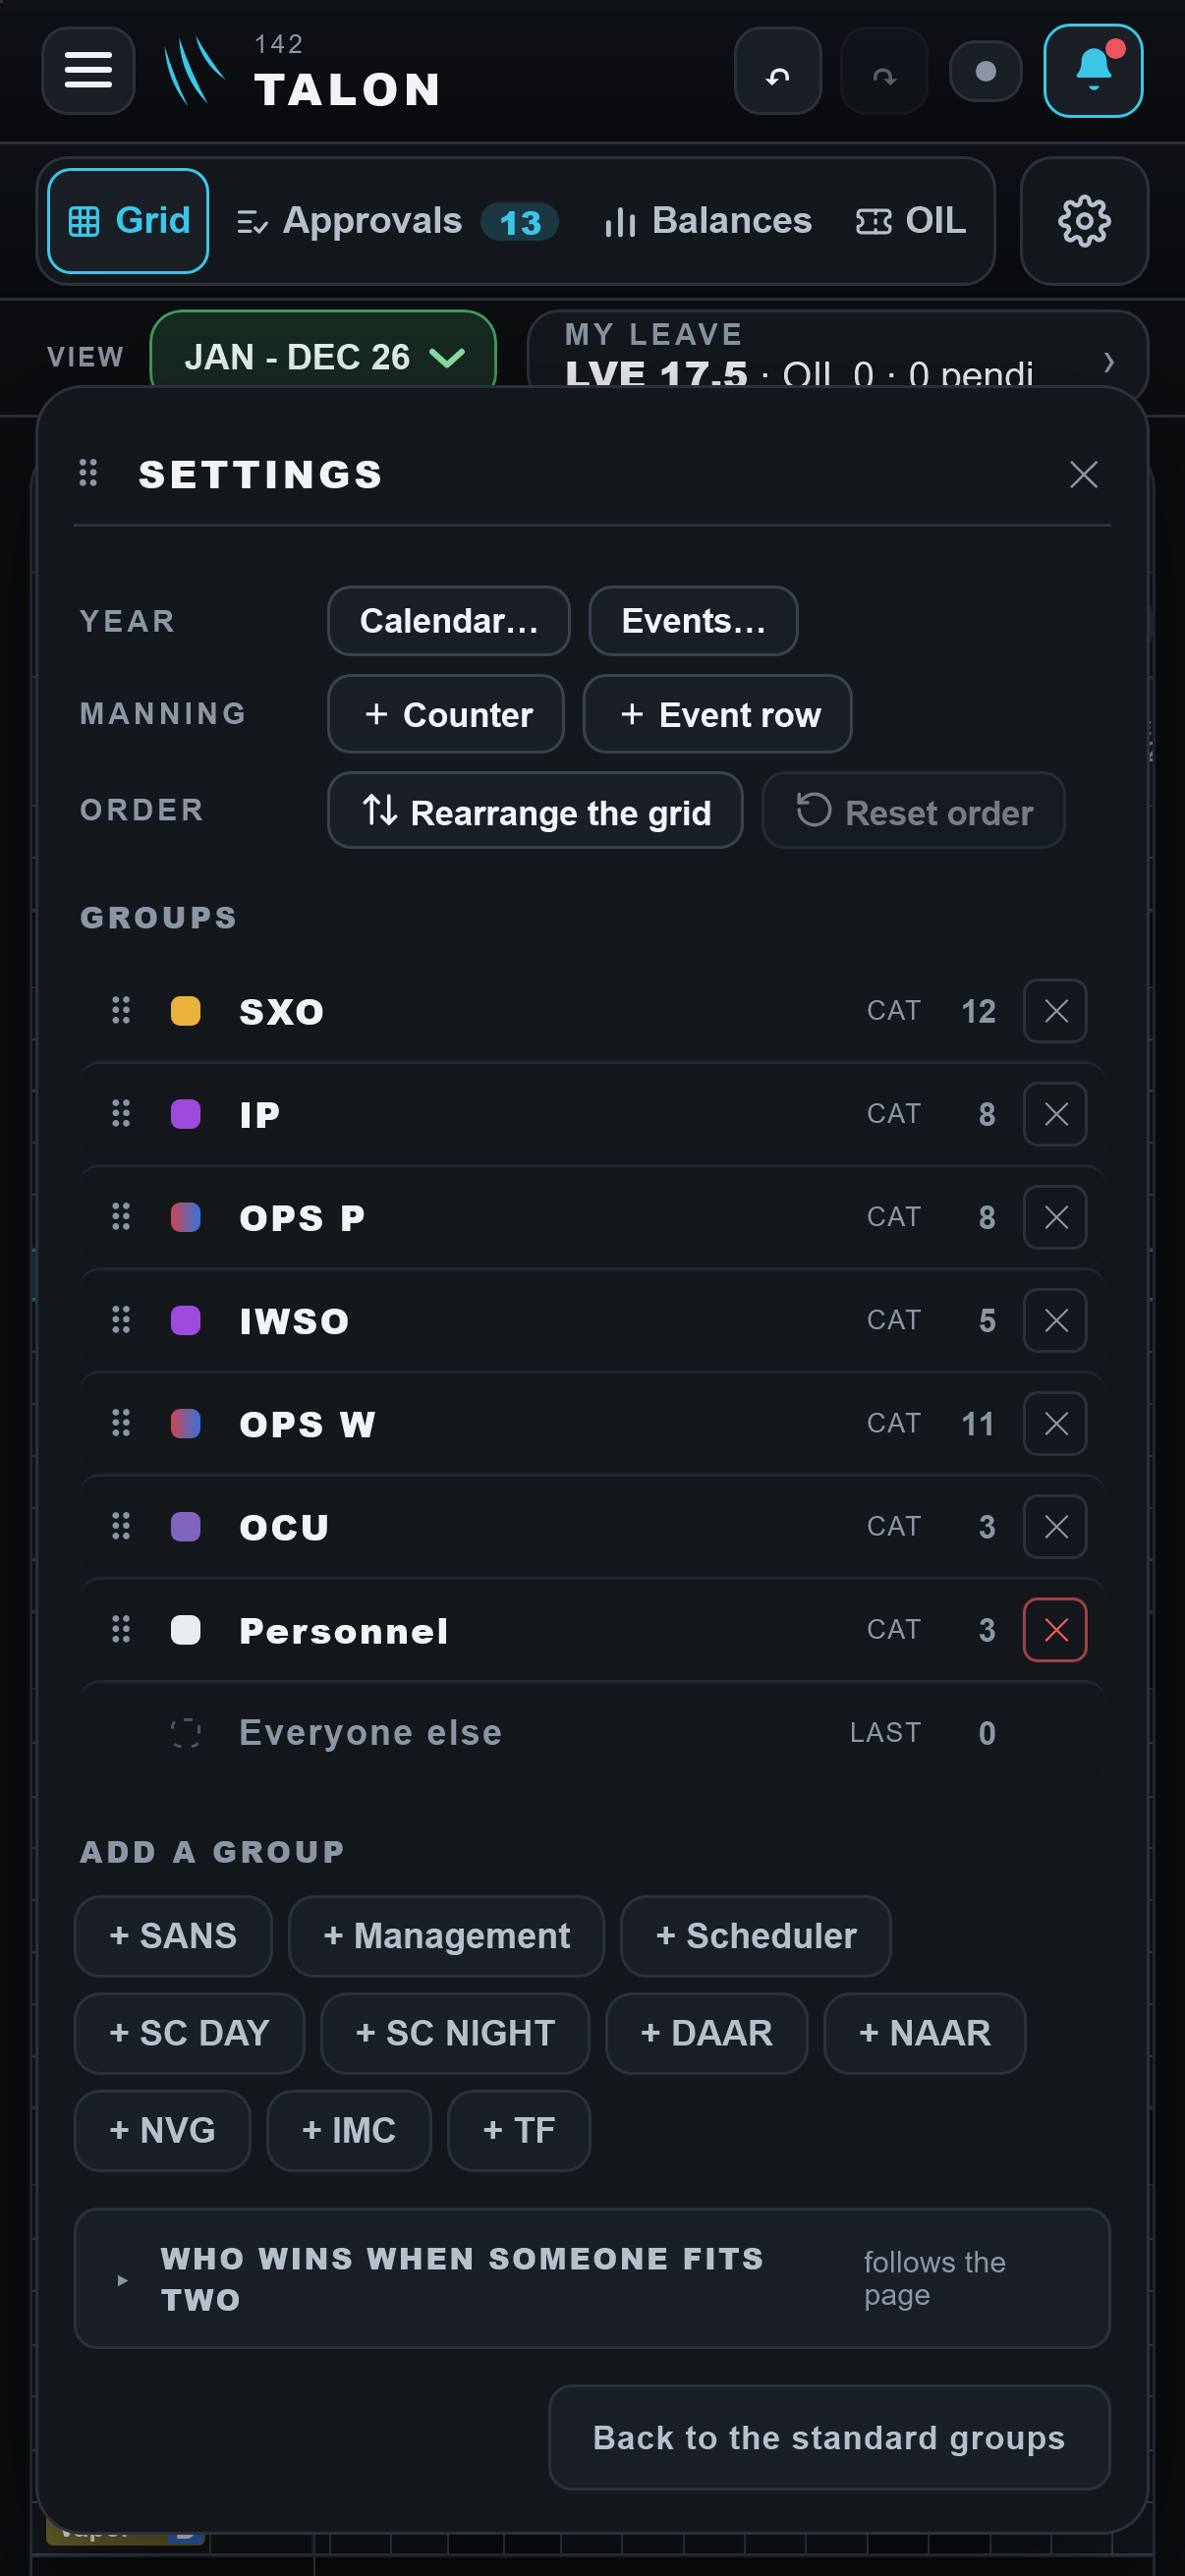 142
TALON
Grid
Approvals 13
Balances
OIL
VIEW
JAN - DEC 26
MY LEAVE
LVE 17.5 · OIL 0 · 0 pendi
SETTINGS
YEAR
Calendar…
Events…
MANNING
+ Counter
+ Event row
ORDER
Rearrange the grid
Reset order
GROUPS
SXO CAT 12
IP CAT 8
OPS P CAT 8
IWSO CAT 5
OPS W CAT 11
OCU CAT 3
Personnel CAT 3
Everyone else LAST 0
ADD A GROUP
+ SANS
+ Management
+ Scheduler
+ SC DAY
+ SC NIGHT
+ DAAR
+ NAAR
+ NVG
+ IMC
+ TF
WHO WINS WHEN SOMEONE FITS
TWO
follows the
page
Back to the standard groups